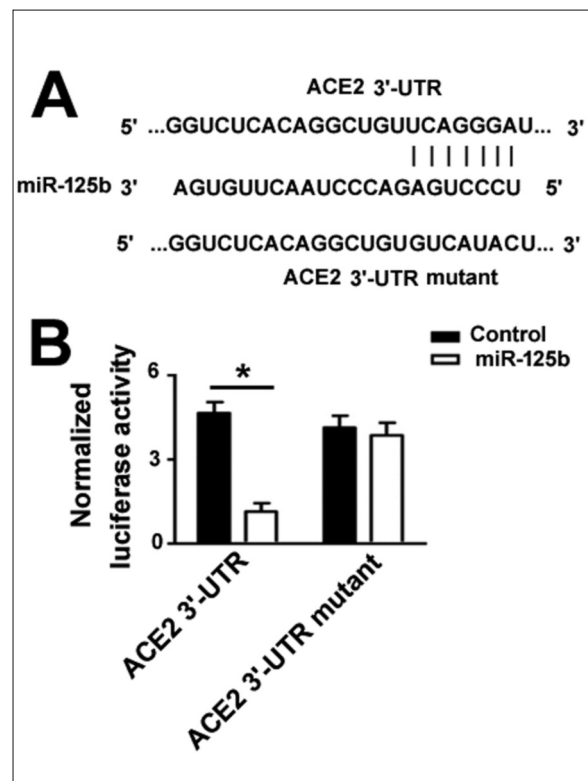 A
ACE2 3'-UTR
5' ...GGUCUCACAGGCUGUUCAGGGAU... 3'
miR-125b 3' AGUGUUCAAUCCCAGAGUCCCU 5'
5' ...GGUCUCACAGGCUGUGUCAUACU... 3'
ACE2 3'-UTR mutant
B
Control
miR-125b
Normalized
luciferase activity
6
3
0
*
ACE2 3'-UTR
ACE2 3'-UTR mutant